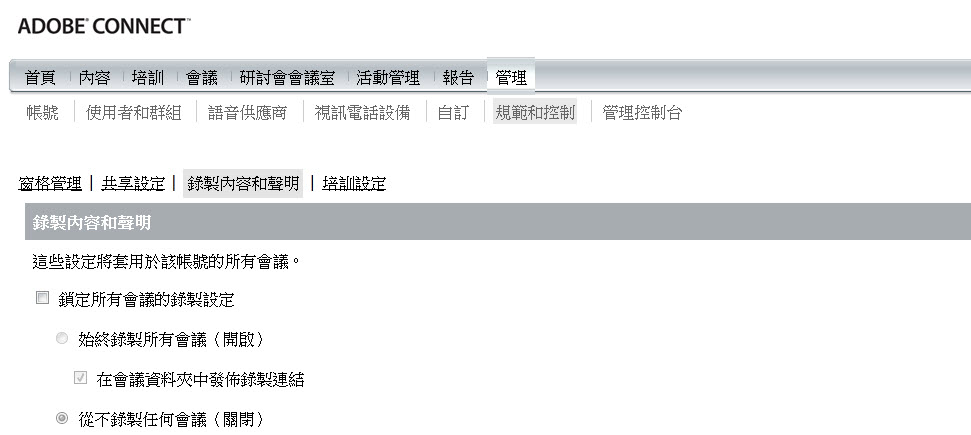 ADOBE® CONNECT™
首頁 內容 培訓 會議 研討會會議室 活動管理 報告 管理
帳號 使用者和群組 語音供應商 視訊電話設備 自訂 規範和控制 管理控制台
窗格管理 | 共享設定 | 錄製內容和聲明 | 培訓設定
錄製內容和聲明
這些設定將套用於該帳號的所有會議。
鎖定所有會議的錄製設定
始終錄製所有會議（開啟）
在會議資料夾中發佈錄製連結
從不錄製任何會議（關閉）